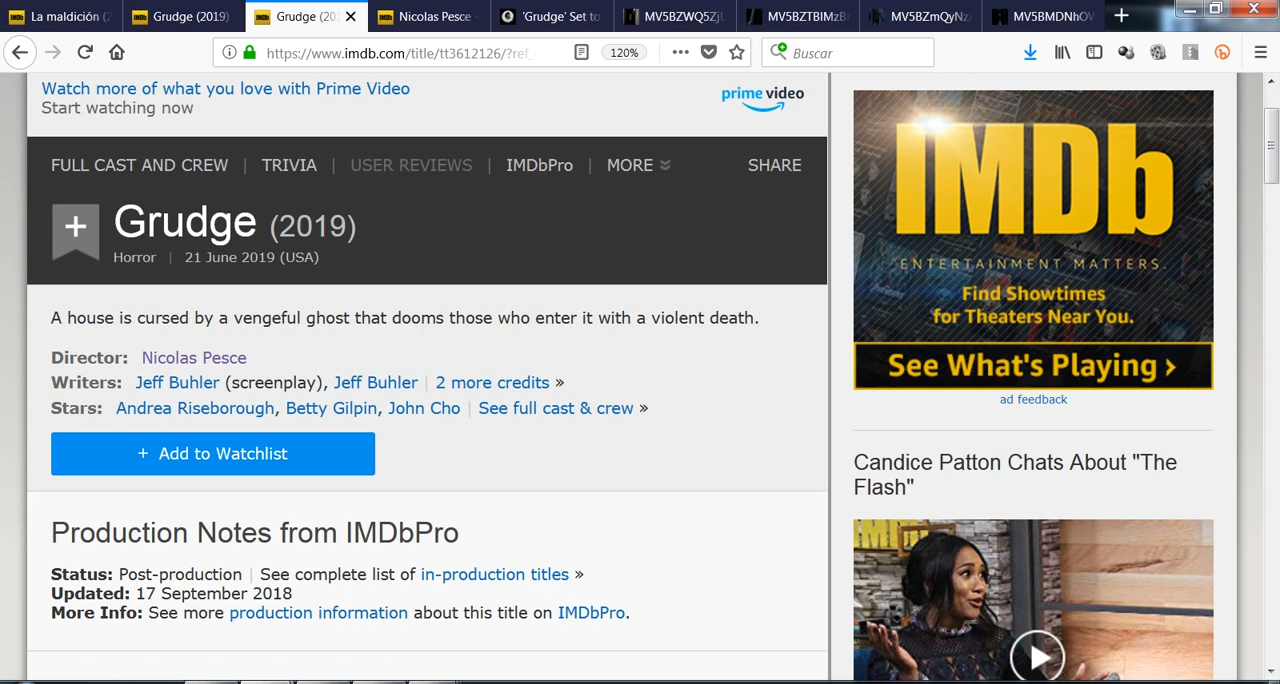 La maldición (2
Grudge (2019)
Grudge (20
Nicolas Pesce -
'Grudge' Set to
MV5BZWQ5Zjl
MV5BZTBlMzBr
MV5BZmQyNz
MV5BMDNhOV
https://www.imdb.com/title/tt3612126/?ref_
120%
Buscar
Watch more of what you love with Prime Video
Start watching now
prime video
FULL CAST AND CREW | TRIVIA | USER REVIEWS | IMDbPro | MORE SHARE
+ Grudge (2019)
Horror | 21 June 2019 (USA)
A house is cursed by a vengeful ghost that dooms those who enter it with a violent death.
Director: Nicolas Pesce
Writers: Jeff Buhler (screenplay), Jeff Buhler | 2 more credits »
Stars: Andrea Riseborough, Betty Gilpin, John Cho | See full cast & crew »
+ Add to Watchlist
Production Notes from IMDbPro
Status: Post-production | See complete list of in-production titles »
Updated: 17 September 2018
More Info: See more production information about this title on IMDbPro.
IMDb
ENTERTAINMENT MATTERS.
Find Showtimes
for Theaters Near You.
See What's Playing ›
ad feedback
Candice Patton Chats About "The
Flash"